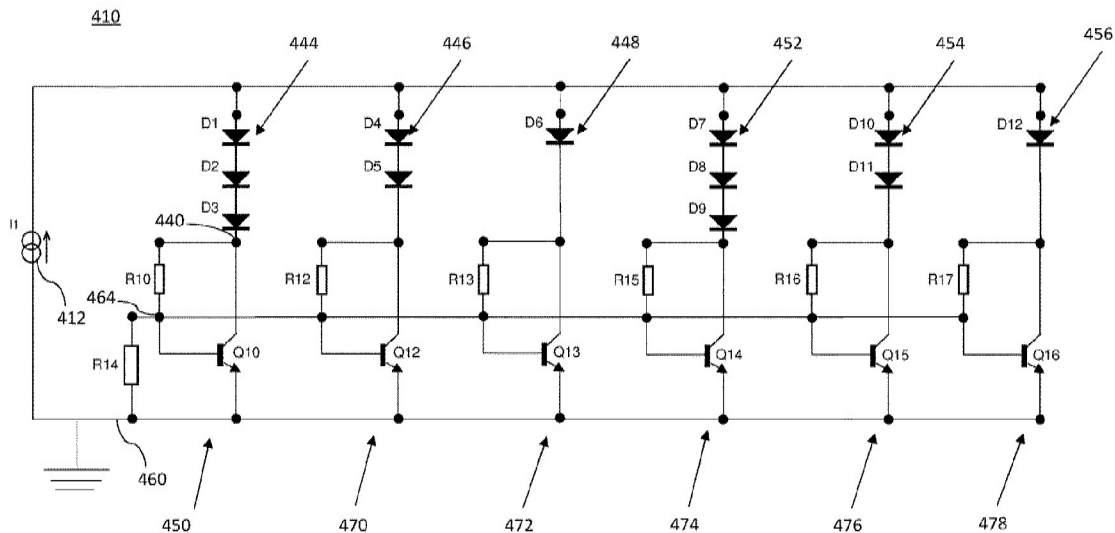 410
444 446 448 452 454 456
D1 D4 D6 D7 D10 D12
D2 D5 D8 D11
D3 D9
440
I1
R10 R12 R13 R15 R16 R17
464
412
R14 Q10 Q12 Q13 Q14 Q15 Q16
460
450 470 472 474 476 478